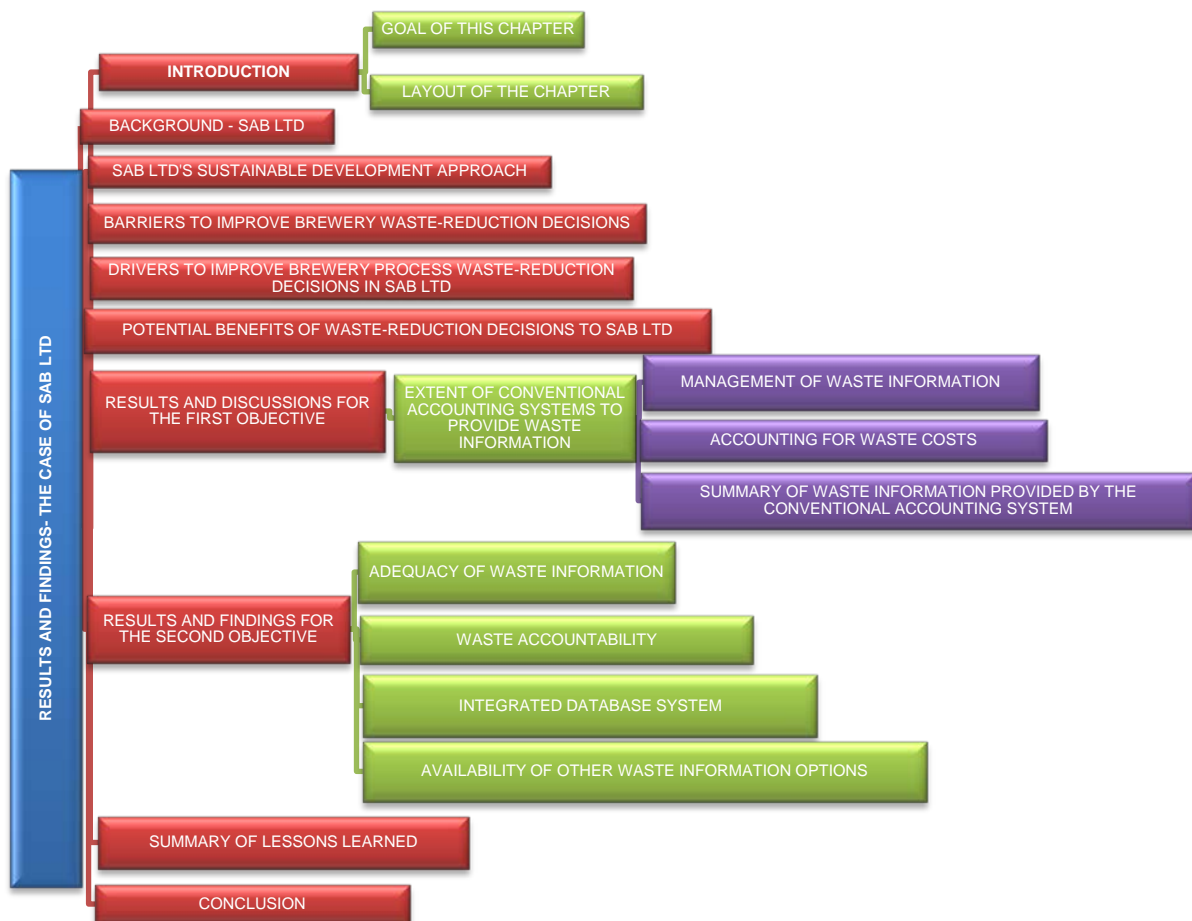 RESULTS AND FINDINGS- THE CASE OF SAB LTD
INTRODUCTION
GOAL OF THIS CHAPTER
LAYOUT OF THE CHAPTER
BACKGROUND - SAB LTD
SAB LTD'S SUSTAINABLE DEVELOPMENT APPROACH
BARRIERS TO IMPROVE BREWERY WASTE-REDUCTION DECISIONS
DRIVERS TO IMPROVE BREWERY PROCESS WASTE-REDUCTION
DECISIONS IN SAB LTD
POTENTIAL BENEFITS OF WASTE-REDUCTION DECISIONS TO SAB LTD
RESULTS AND DISCUSSIONS FOR
THE FIRST OBJECTIVE
EXTENT OF CONVENTIONAL
ACCOUNTING SYSTEMS TO
PROVIDE WASTE
INFORMATION
MANAGEMENT OF WASTE INFORMATION
ACCOUNTING FOR WASTE COSTS
SUMMARY OF WASTE INFORMATION PROVIDED BY THE
CONVENTIONAL ACCOUNTING SYSTEM
RESULTS AND FINDINGS FOR
THE SECOND OBJECTIVE
ADEQUACY OF WASTE INFORMATION
WASTE ACCOUNTABILITY
INTEGRATED DATABASE SYSTEM
AVAILABILITY OF OTHER WASTE INFORMATION OPTIONS
SUMMARY OF LESSONS LEARNED
CONCLUSION